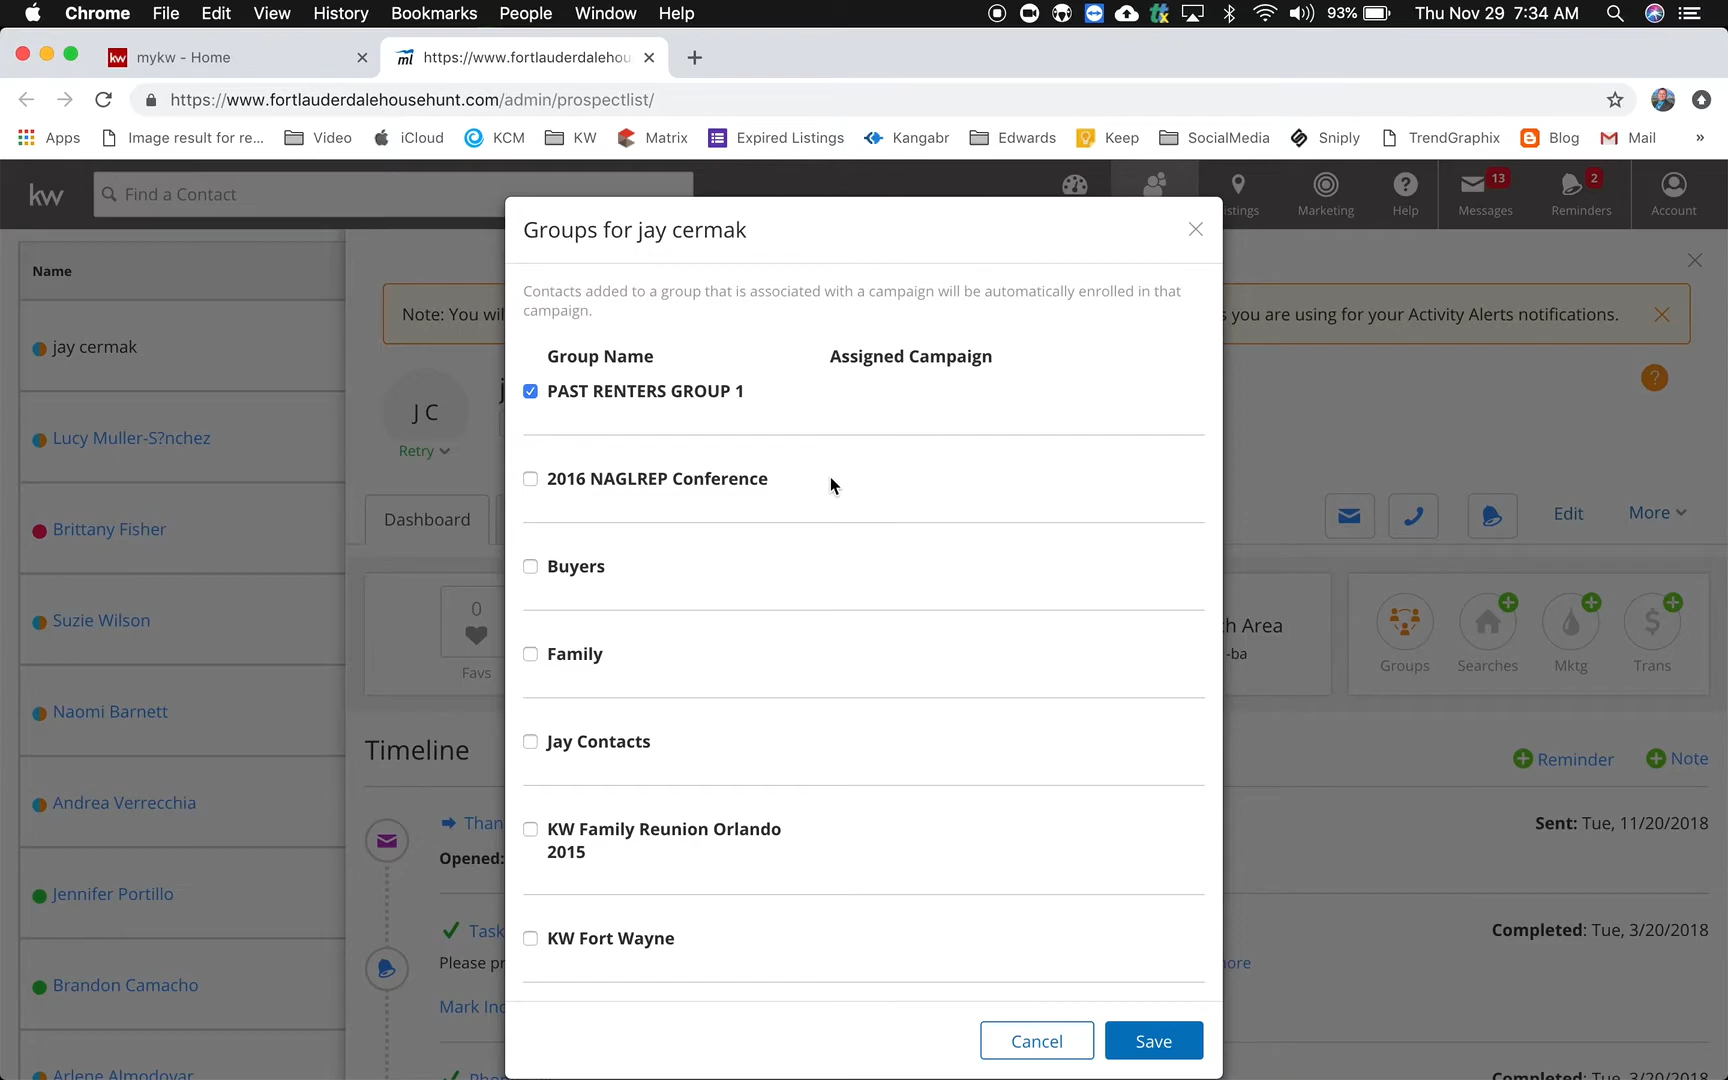 Chrome File Edit View History Bookmarks People Window Help 93% Thu Nov 29 7:34 AM
kw mykw - Home
https://www.fortlauderdalehou
https://www.fortlauderdalehousehunt.com/admin/prospectlist/
Apps Image result for re... Video iCloud KCM KW Matrix Expired Listings Kangabr Edwards Keep SocialMedia Sniply TrendGraphix Blog Mail »
kw Find a Contact
istings Marketing Help 13 Messages 2 Reminders Account
Name
jay cermak
Lucy Muller-S?nchez
Brittany Fisher
Suzie Wilson
Naomi Barnett
Andrea Verrecchia
Jennifer Portillo
Brandon Camacho
Arlene Almodovar
Note: You wil
s you are using for your Activity Alerts notifications.
J C
j
Retry
?
Dashboard
Edit More
0
Favs
h Area
-ba
Groups Searches Mktg Trans
Timeline
Reminder Note
Than
Sent: Tue, 11/20/2018
Opened:
Task
Completed: Tue, 3/20/2018
Please pr
ore
Mark Inc
Groups for jay cermak
Contacts added to a group that is associated with a campaign will be automatically enrolled in that
campaign.
Group Name Assigned Campaign
PAST RENTERS GROUP 1
2016 NAGLREP Conference
Buyers
Family
Jay Contacts
KW Family Reunion Orlando
2015
KW Fort Wayne
Cancel Save